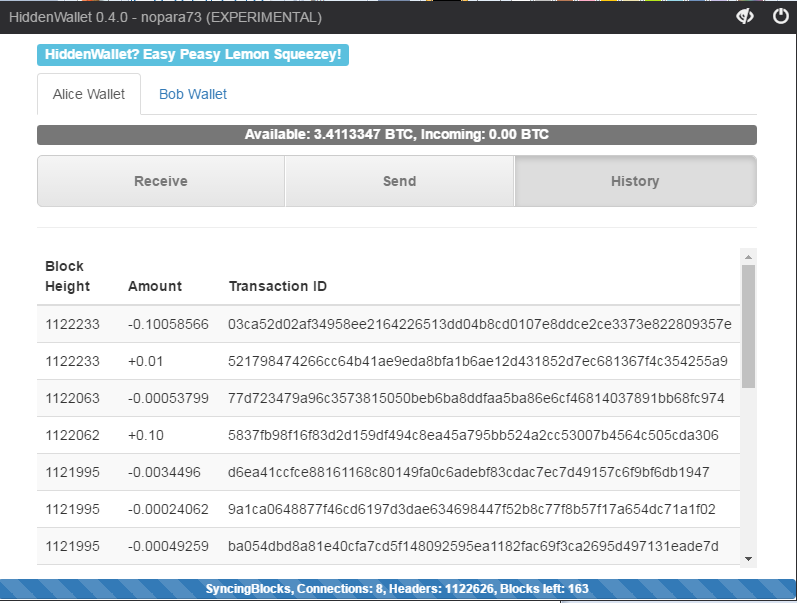 HiddenWallet 0.4.0 - nopara73 (EXPERIMENTAL)
HiddenWallet? Easy Peasy Lemon Squeezey!
Alice Wallet Bob Wallet
Available: 3.4113347 BTC, Incoming: 0.00 BTC
Receive Send History
Block
Height Amount Transaction ID
1122233 -0.10058566 03ca52d02af34958ee2164226513dd04b8cd0107e8ddce2ce3373e822809357e
1122233 +0.01 521798474266cc64b41ae9eda8bfa1b6ae12d431852d7ec681367f4c354255a9
1122063 -0.00053799 77d723479a96c3573815050beb6ba8ddfaa5ba86e6cf46814037891bb68fc974
1122062 +0.10 5837fb98f16f83d2d159df494c8ea45a795bb524a2cc53007b4564c505cda306
1121995 -0.0034496 d6ea41ccfce88161168c80149fa0c6adebf83cdac7ec7d49157c6f9bf6db1947
1121995 -0.00024062 9a1ca0648877f46cd6197d3dae634698447f52b8c77f8b57f17a654dc71a1f02
1121995 -0.00049259 ba054dbd8a81e40cfa7cd5f148092595ea1182fac69f3ca2695d497131eade7d
SyncingBlocks, Connections: 8, Headers: 1122626, Blocks left: 163